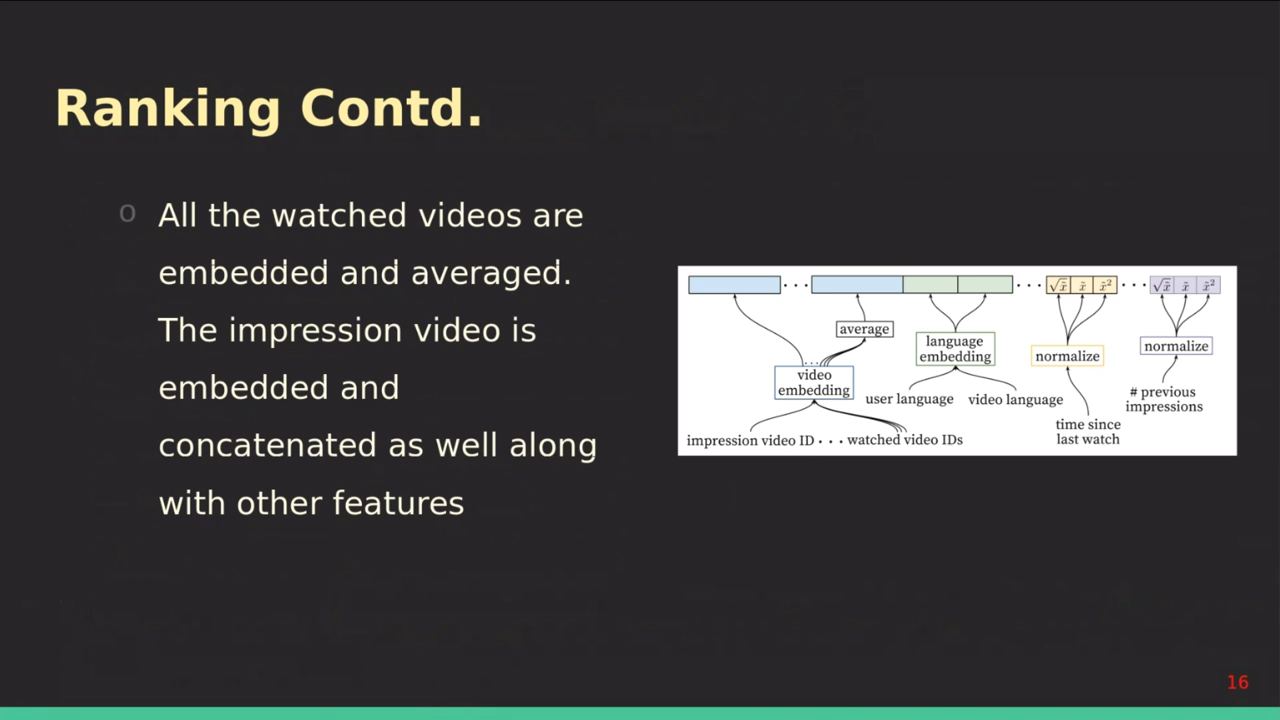 Ranking Contd.
o All the watched videos are
embedded and averaged.
The impression video is
embedded and
concatenated as well along
with other features
. . . . . . √x̃ x̃ x̃² . . . √x̃ x̃ x̃²
average
language
embedding
normalize
normalize
. . .
video
embedding
user language video language
# previous
impressions
time since
last watch
impression video ID . . . watched video IDs
16